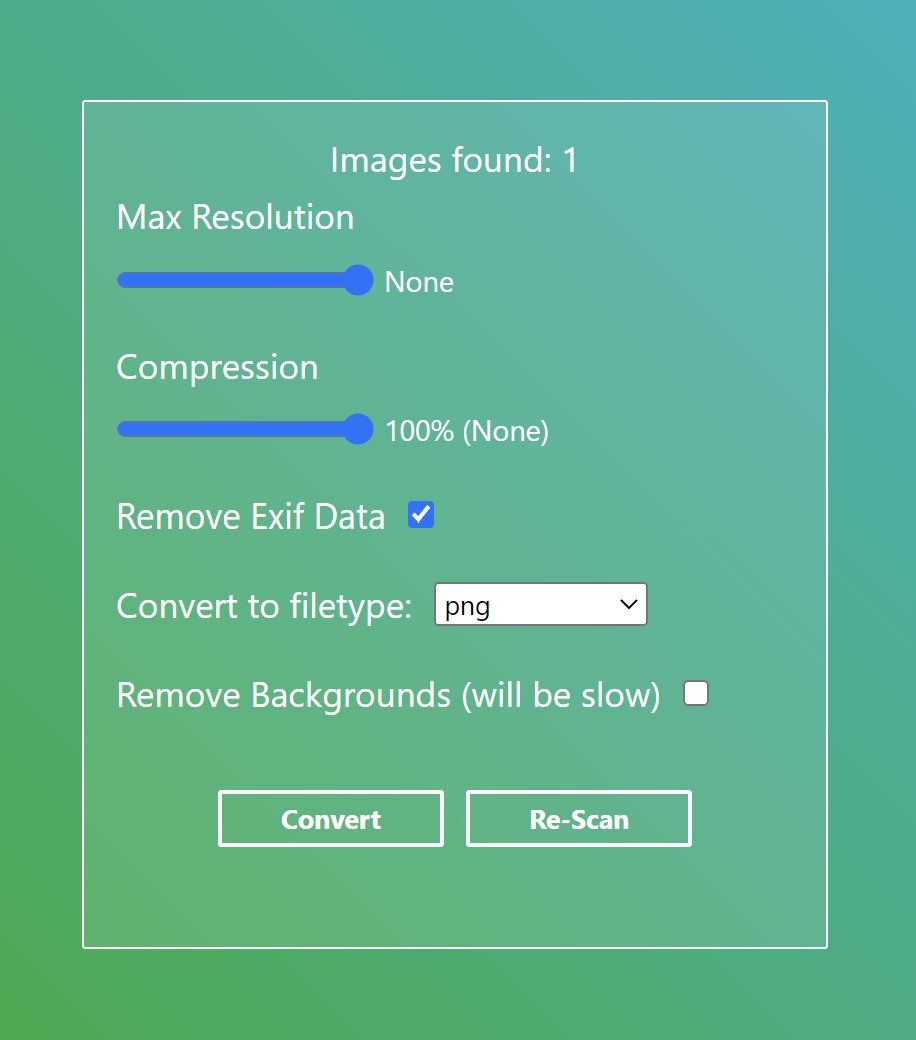 Images found: 1
Max Resolution
None
Compression
100% (None)
Remove Exif Data
Convert to filetype: png
Remove Backgrounds (will be slow)
Convert Re-Scan